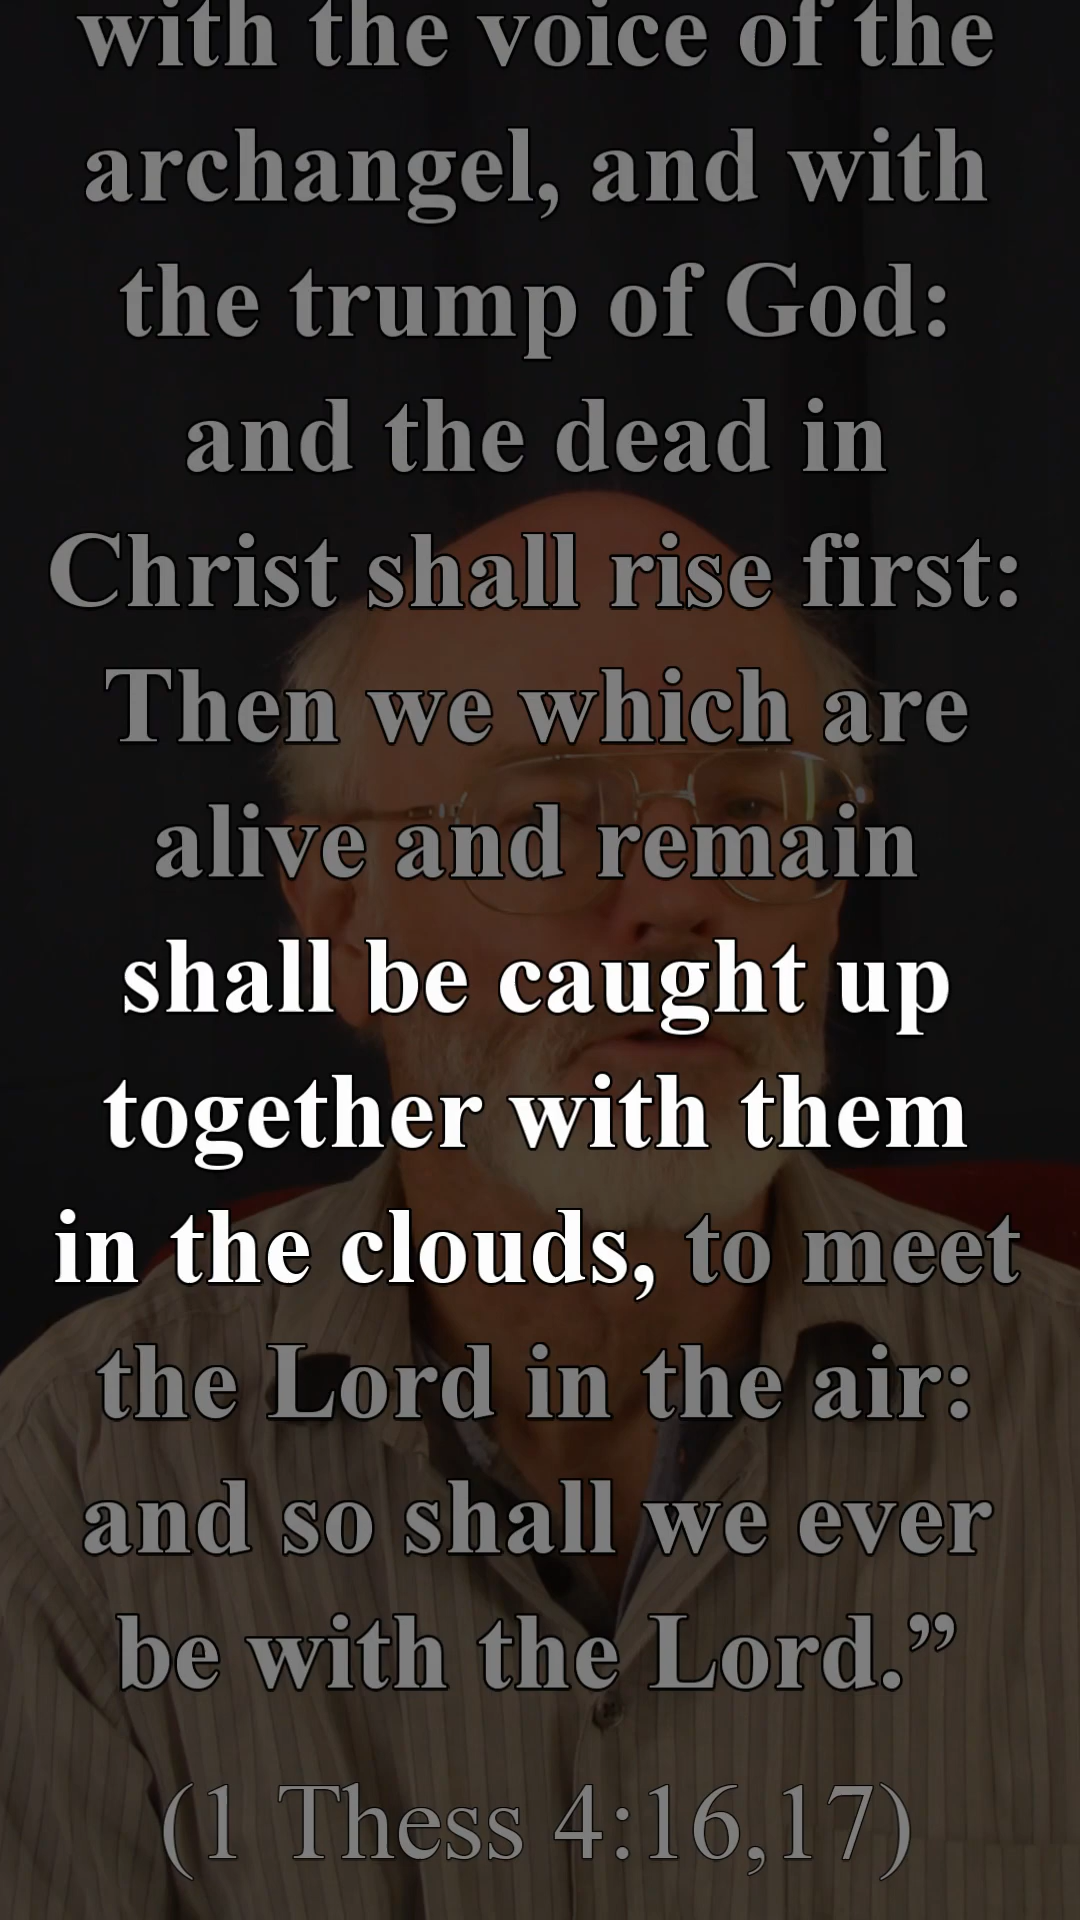 with the voice of the
archangel, and with
the trump of God:
and the dead in
Christ shall rise first:
Then we which are
alive and remain
shall be caught up
together with them
in the clouds, to meet
the Lord in the air:
and so shall we ever
be with the Lord.”
(1 Thess 4:16,17)